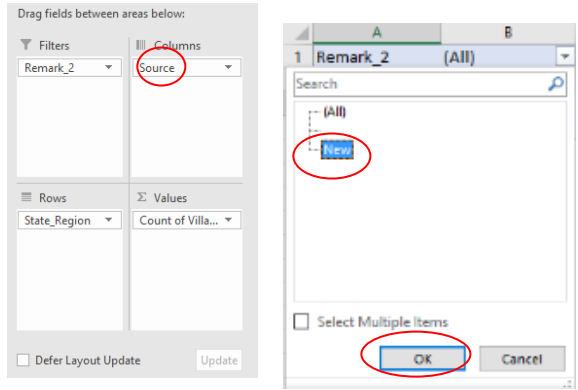 Drag fields between areas below:
Filters
Columns
Remark_2
Source
Rows
Σ Values
State_Region
Count of Villa...
Defer Layout Update
Update
A
B
1 Remark_2 (All)
Search
(All)
New
Select Multiple Items
OK
Cancel